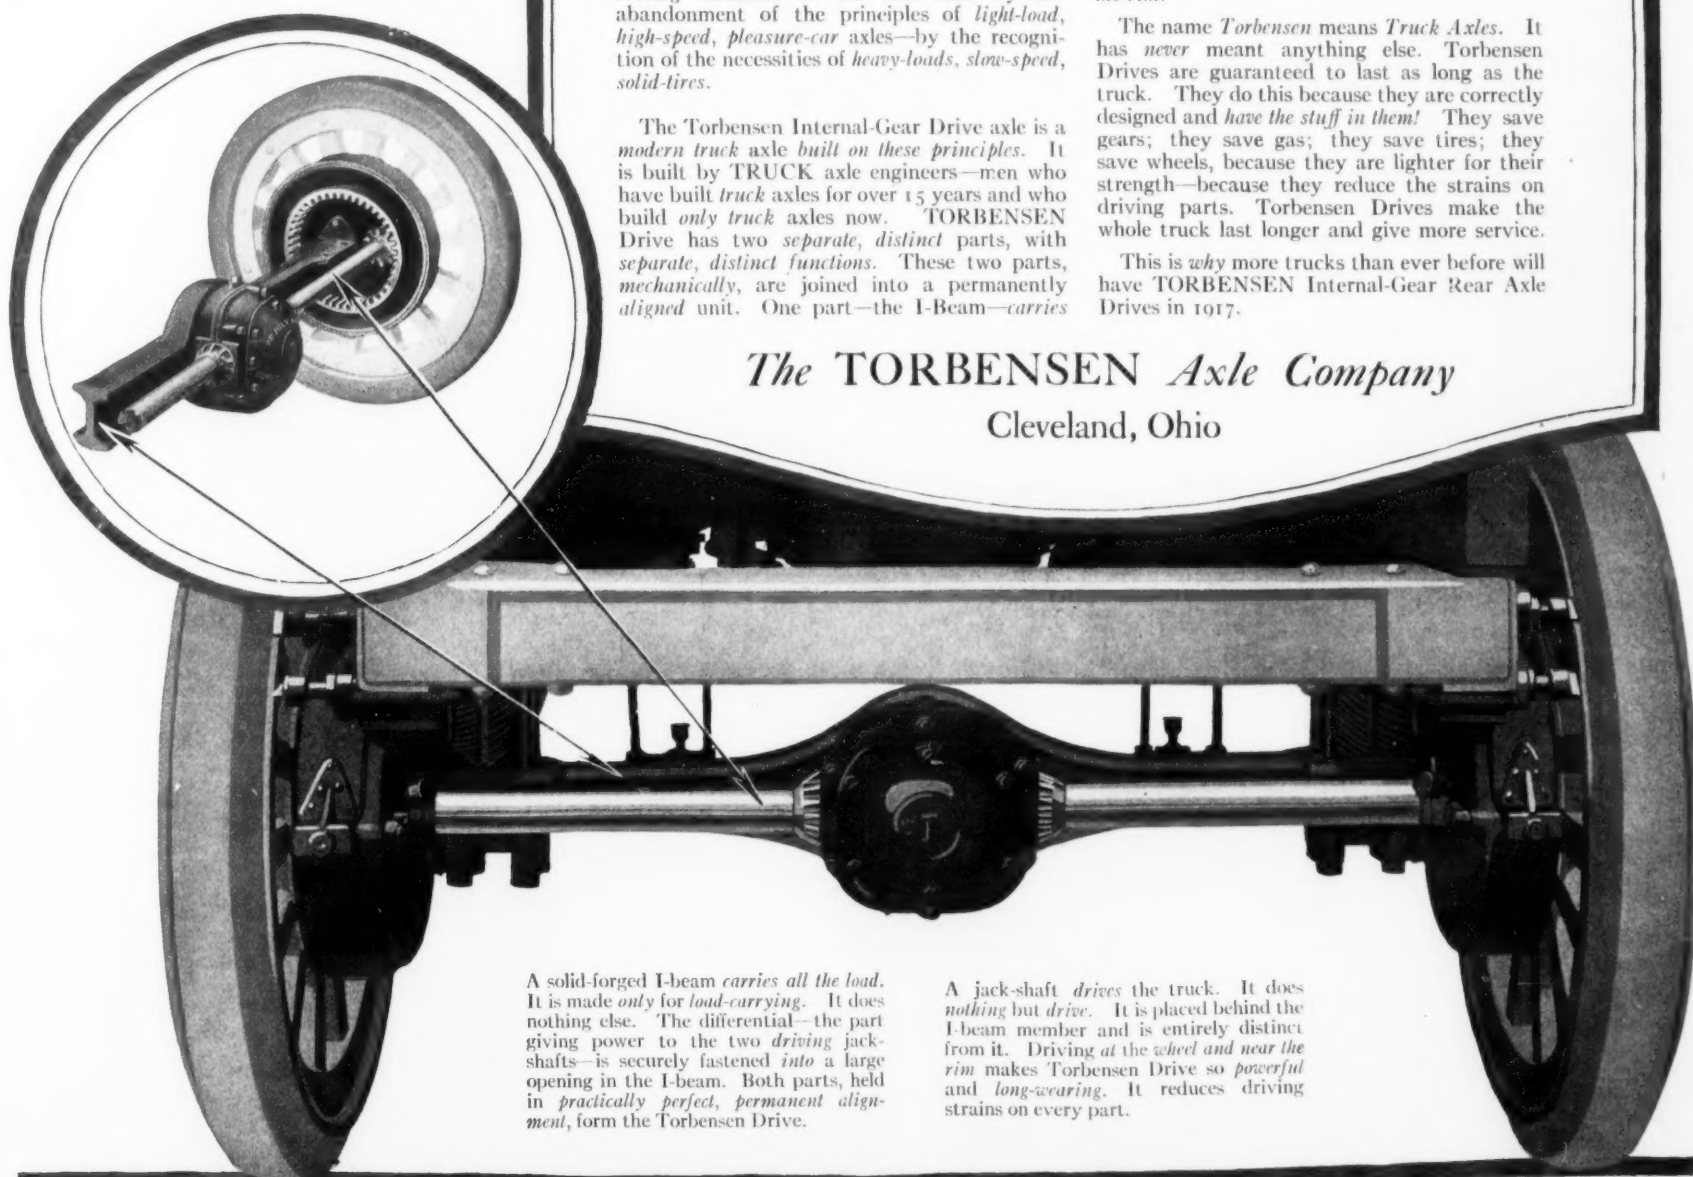 abandonment of the principles of light-load,
high-speed, pleasure-car axles—by the recogni-
tion of the necessities of heavy-loads, slow-speed,
solid-tires.
The Torbensen Internal-Gear Drive axle is a
modern truck axle built on these principles. It
is built by TRUCK axle engineers—men who
have built truck axles for over 15 years and who
build only truck axles now. TORBENSEN
Drive has two separate, distinct parts, with
separate, distinct functions. These two parts,
mechanically, are joined into a permanently
aligned unit. One part—the I-Beam—carries
The name Torbensen means Truck Axles. It
has never meant anything else. Torbensen
Drives are guaranteed to last as long as the
truck. They do this because they are correctly
designed and have the stuff in them! They save
gears; they save gas; they save tires; they
save wheels, because they are lighter for their
strength—because they reduce the strains on
driving parts. Torbensen Drives make the
whole truck last longer and give more service.
This is why more trucks than ever before will
have TORBENSEN Internal-Gear Rear Axle
Drives in 1917.
The TORBENSEN Axle Company
Cleveland, Ohio
T
A solid-forged I-beam carries all the load.
It is made only for load-carrying. It does
nothing else. The differential—the part
giving power to the two driving jack-
shafts—is securely fastened into a large
opening in the I-beam. Both parts, held
in practically perfect, permanent align-
ment, form the Torbensen Drive.
A jack-shaft drives the truck. It does
nothing but drive. It is placed behind the
I-beam member and is entirely distinct
from it. Driving at the wheel and near the
rim makes Torbensen Drive so powerful
and long-wearing. It reduces driving
strains on every part.